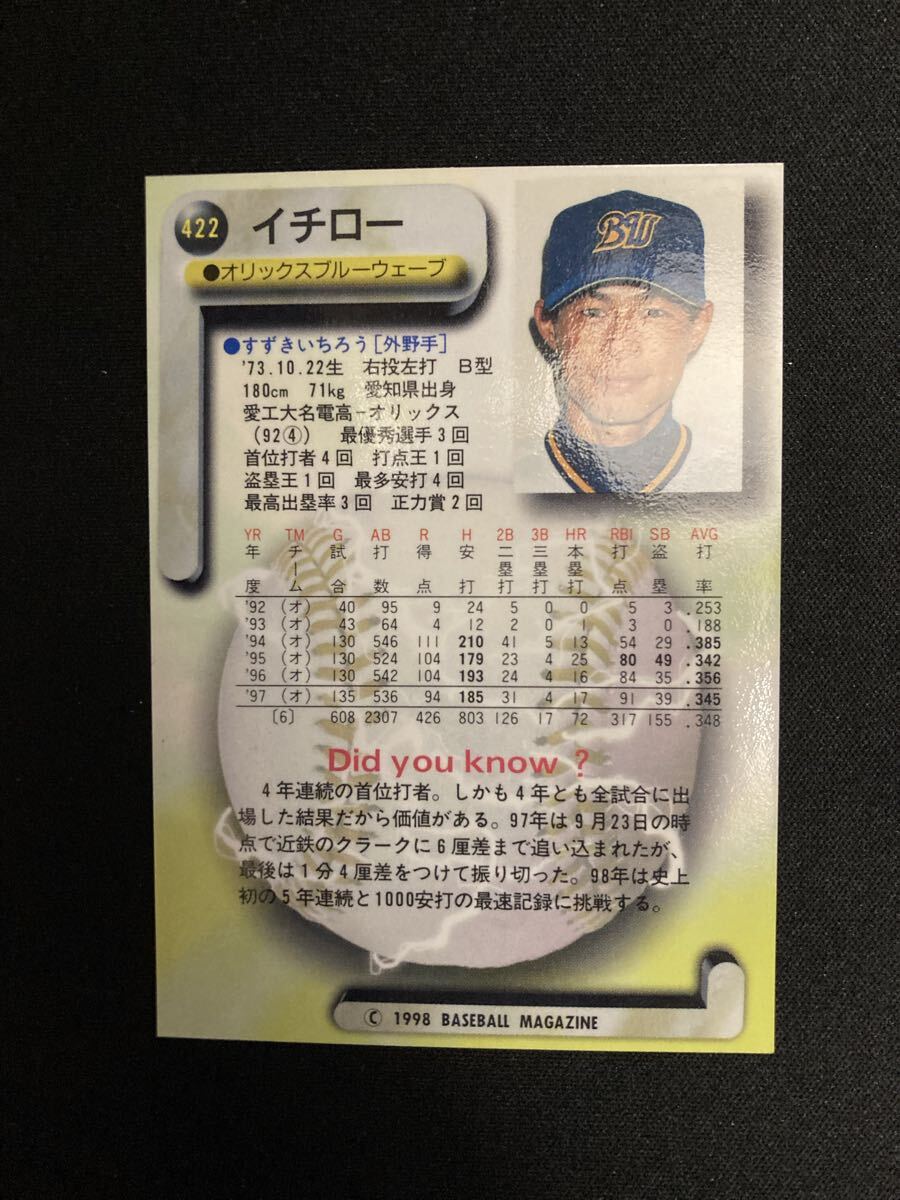 422 イチロー
●オリックスブルーウェーブ
BW
●すずきいちろう[外野手]
'73.10.22生 右投左打 B型
180cm 71kg 愛知県出身
愛工大名電高−オリックス
(92④) 最優秀選手3回
首位打者4回 打点王1回
盗塁王1回 最多安打4回
最高出塁率3回 正力賞2回
YR TM G AB R H 2B 3B HR RBI SB AVG
年度 チーム 試合 打数 得点 安打 二塁打 三塁打 本塁打 打点 盗塁 打率
'92 (オ) 40 95 9 24 5 0 0 5 3 .253
'93 (オ) 43 64 4 12 2 0 1 3 0 .188
'94 (オ) 130 546 111 210 41 5 13 54 29 .385
'95 (オ) 130 524 104 179 23 4 25 80 49 .342
'96 (オ) 130 542 104 193 24 4 16 84 35 .356
'97 (オ) 135 536 94 185 31 4 17 91 39 .345
〔6〕 608 2307 426 803 126 17 72 317 155 .348
Did you know ?
4年連続の首位打者。しかも4年とも全試合に出
場した結果だから価値がある。97年は9月23日の時
点で近鉄のクラークに6厘差まで追い込まれたが、
最後は1分4厘差をつけて振り切った。98年は史上
初の5年連続と1000安打の最速記録に挑戦する。
© 1998 BASEBALL MAGAZINE